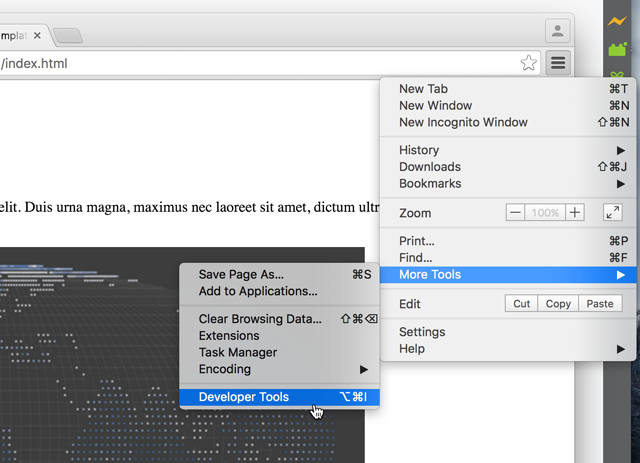 mplat
/index.html
New Tab ⌘T
New Window ⌘N
New Incognito Window ⇧⌘N
History
Downloads ⇧⌘J
Bookmarks
elit. Duis urna magna, maximus nec laoreet sit amet, dictum ultr
Zoom 100%
Print... ⌘P
Find... ⌘F
More Tools
Save Page As... ⌘S
Add to Applications...
Clear Browsing Data... ⇧⌘⌫
Extensions
Task Manager
Encoding
Developer Tools ⌥⌘I
Edit Cut Copy Paste
Settings
Help